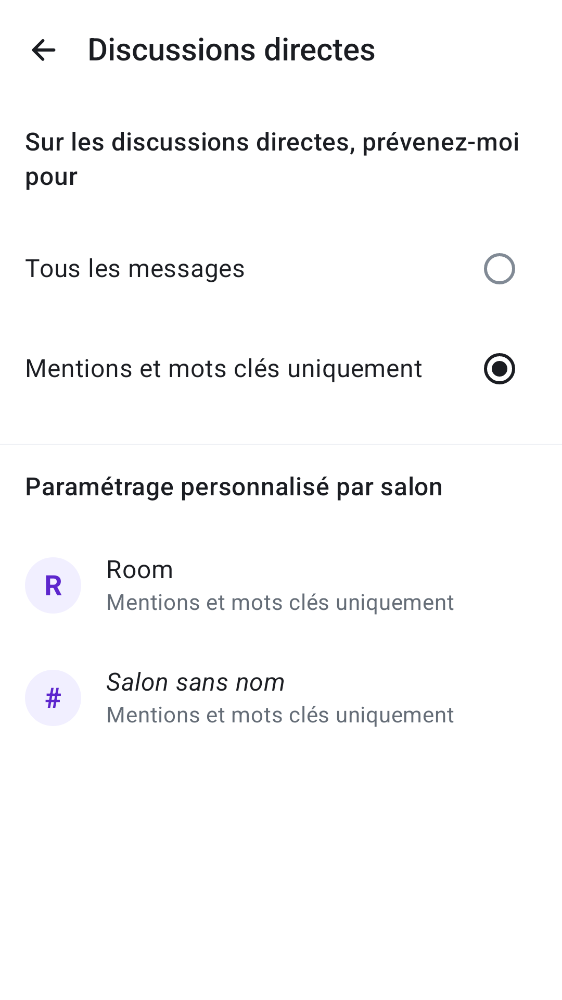 Discussions directes
Sur les discussions directes, prévenez-moi
pour
Tous les messages
Mentions et mots clés uniquement
Paramétrage personnalisé par salon
R
Room
Mentions et mots clés uniquement
#
Salon sans nom
Mentions et mots clés uniquement